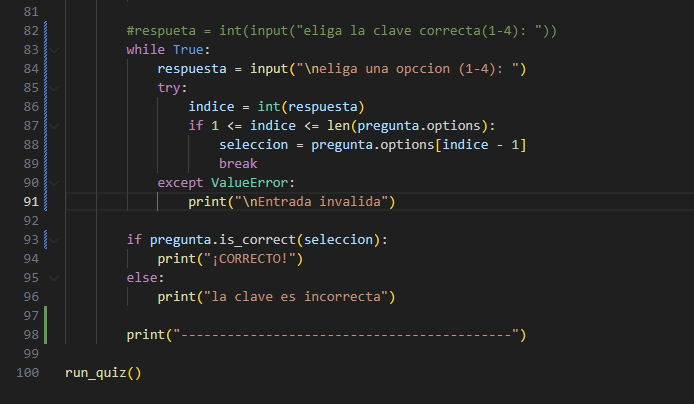 81
82 #respueta = int(input("eliga la clave correcta(1-4): "))
83 while True:
84 respuesta = input("\neliga una opccion (1-4): ")
85 try:
86 indice = int(respuesta)
87 if 1 <= indice <= len(pregunta.options):
88 seleccion = pregunta.options[indice - 1]
89 break
90 except ValueError:
91 print("\nEntrada invalida")
92
93 if pregunta.is_correct(seleccion):
94 print("¡CORRECTO!")
95 else:
96 print("la clave es incorrecta")
97
98 print("------------------------------------------")
99
100 run_quiz()